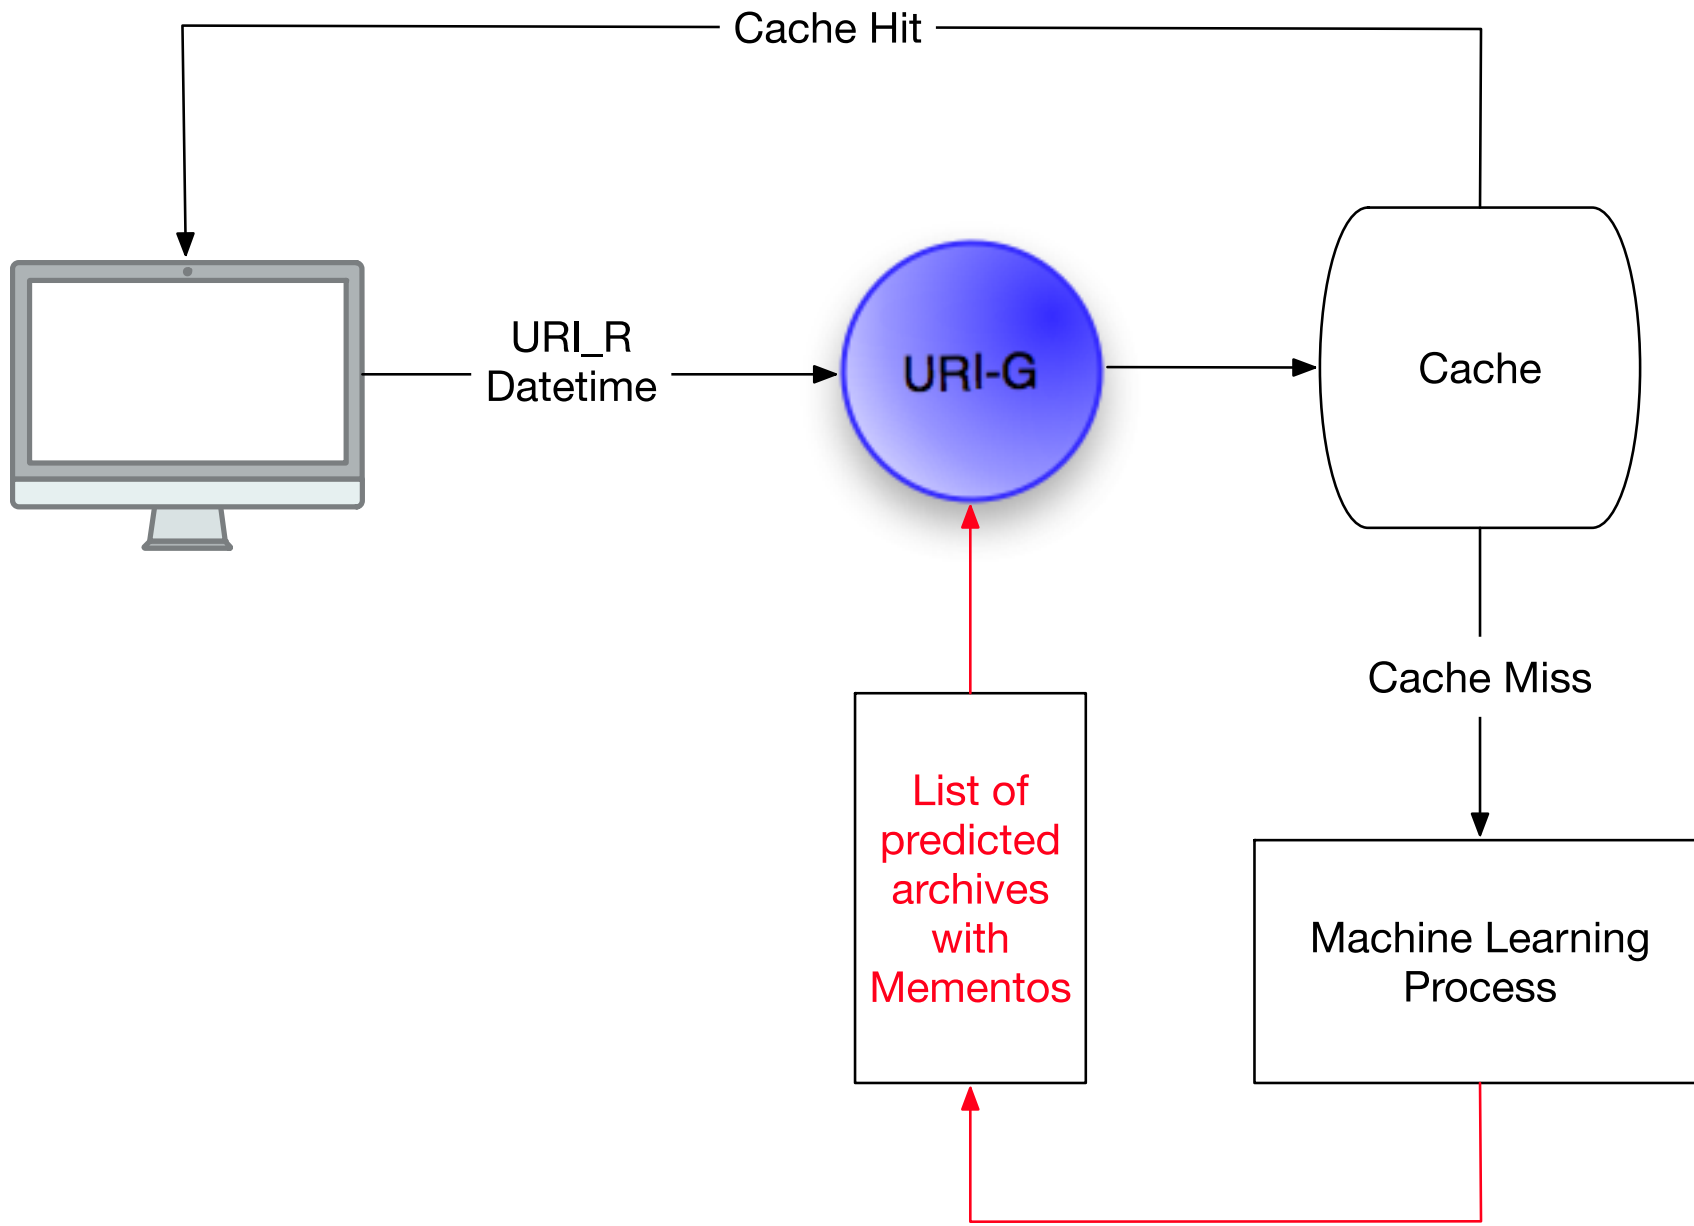 Cache Hit
URI_R
Datetime
URI-G
Cache
Cache Miss
List of
predicted
archives
with
Mementos
Machine Learning
Process